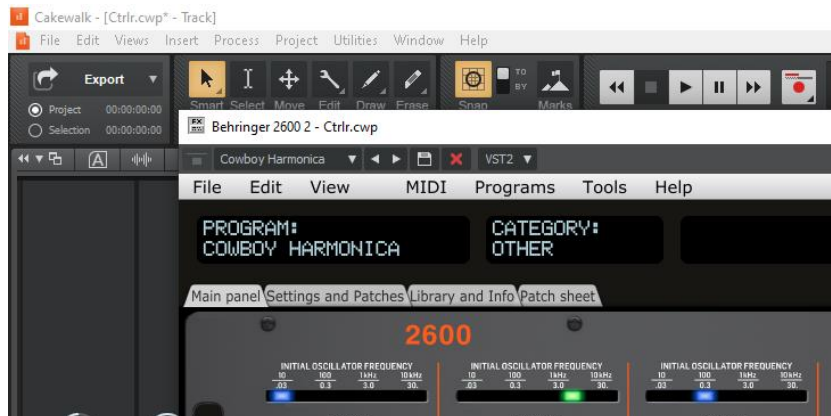 Cakewalk - [Ctrlr.cwp* - Track]
File Edit Views Insert Process Project Utilities Window Help
Export
Smart Select Move Edit Draw Erase Snap TO BY Marks
Project 00:00:00:00
Selection 00:00:00:00
A
FX
Behringer 2600 2 - Ctrlr.cwp
Cowboy Harmonica VST2
File Edit View MIDI Programs Tools Help
PROGRAM:
COWBOY HARMONICA
CATEGORY:
OTHER
Main panel Settings and Patches Library and Info Patch sheet
2600
INITIAL OSCILLATOR FREQUENCY
10 100 1kHz 10kHz
.03 0.3 3.0 30.
INITIAL OSCILLATOR FREQUENCY
10 100 1kHz 10kHz
.03 0.3 3.0 30.
INITIAL OSCILLATOR FREQUENCY
10 100 1kHz 10kHz
.03 0.3 3.0 30.